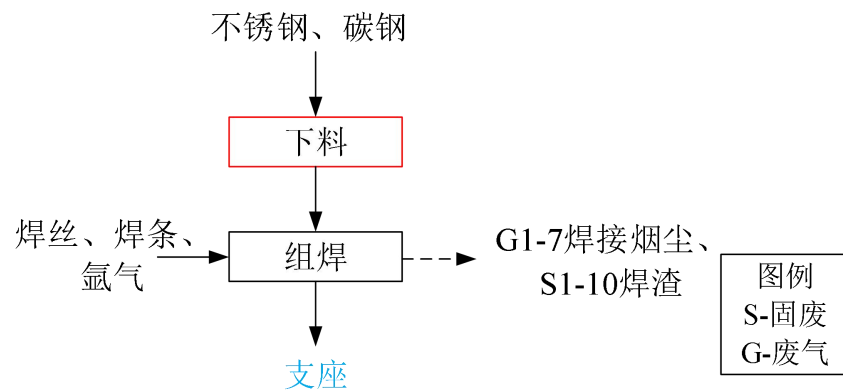 不锈钢、碳钢
下料
焊丝、焊条、
氩气
组焊
G1-7焊接烟尘、
S1-10焊渣
图例
S-固废
G-废气
支座